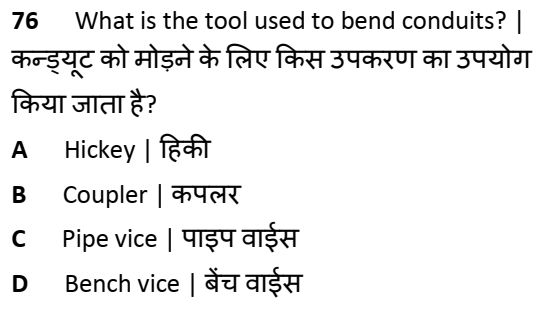 76 What is the tool used to bend conduits? |
कन्ड्यूट को मोड़ने के लिए किस उपकरण का उपयोग
किया जाता है?
A Hickey | हिकी
B Coupler | कपलर
C Pipe vice | पाइप वाईस
D Bench vice | बेंच वाईस